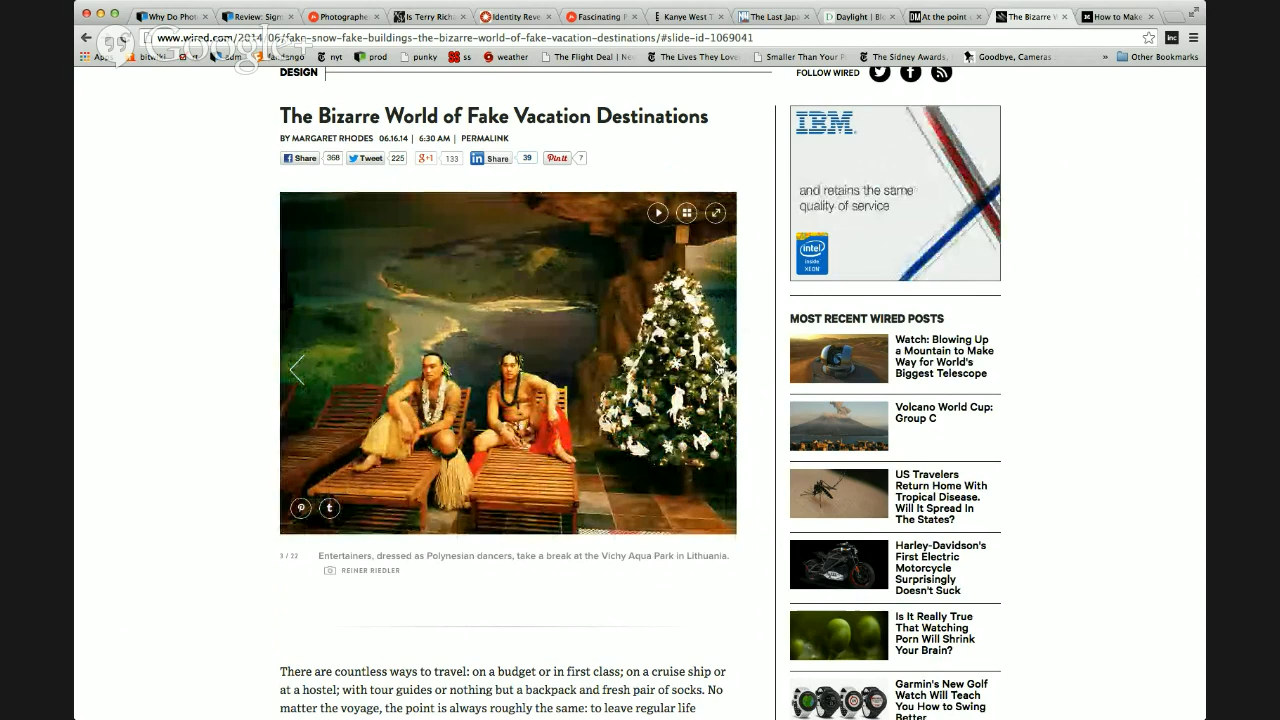 Why Do Phot
Review: Sign
Photographe
Is Terry Rich
Identity Reve
Fascinating F
Kanye West T
The Last Japa
Daylight | Bl
At the point
The Bizarre W
How to Make
www.wired.com/2014/06/fake-snow-fake-buildings-the-bizarre-world-of-fake-vacation-destinations/#slide-id-1069041
Google+
nyt
prod
punky
ss
weather
The Flight Deal | Ne
The Lives They Love
Smaller Than Your P
The Sidney Awards,
Goodbye, Cameras
»
Other Bookmarks
DESIGN
FOLLOW WIRED
The Bizarre World of Fake Vacation Destinations
BY MARGARET RHODES 06.16.14 | 6:30 AM | PERMALINK
Share 368 Tweet 225 g+1 133 in Share 39 Pin it 7
IBM
and retains the same
quality of service
intel
inside
XEON
3 / 22 Entertainers, dressed as Polynesian dancers, take a break at the Vichy Aqua Park in Lithuania.
REINER RIEDLER
There are countless ways to travel: on a budget or in first class; on a cruise ship or
at a hostel; with tour guides or nothing but a backpack and fresh pair of socks. No
matter the voyage, the point is always roughly the same: to leave regular life
MOST RECENT WIRED POSTS
Watch: Blowing Up
a Mountain to Make
Way for World's
Biggest Telescope
Volcano World Cup:
Group C
US Travelers
Return Home With
Tropical Disease.
Will It Spread In
The States?
Harley-Davidson's
First Electric
Motorcycle
Surprisingly
Doesn't Suck
Is It Really True
That Watching
Porn Will Shrink
Your Brain?
Garmin's New Golf
Watch Will Teach
You How to Swing
Better